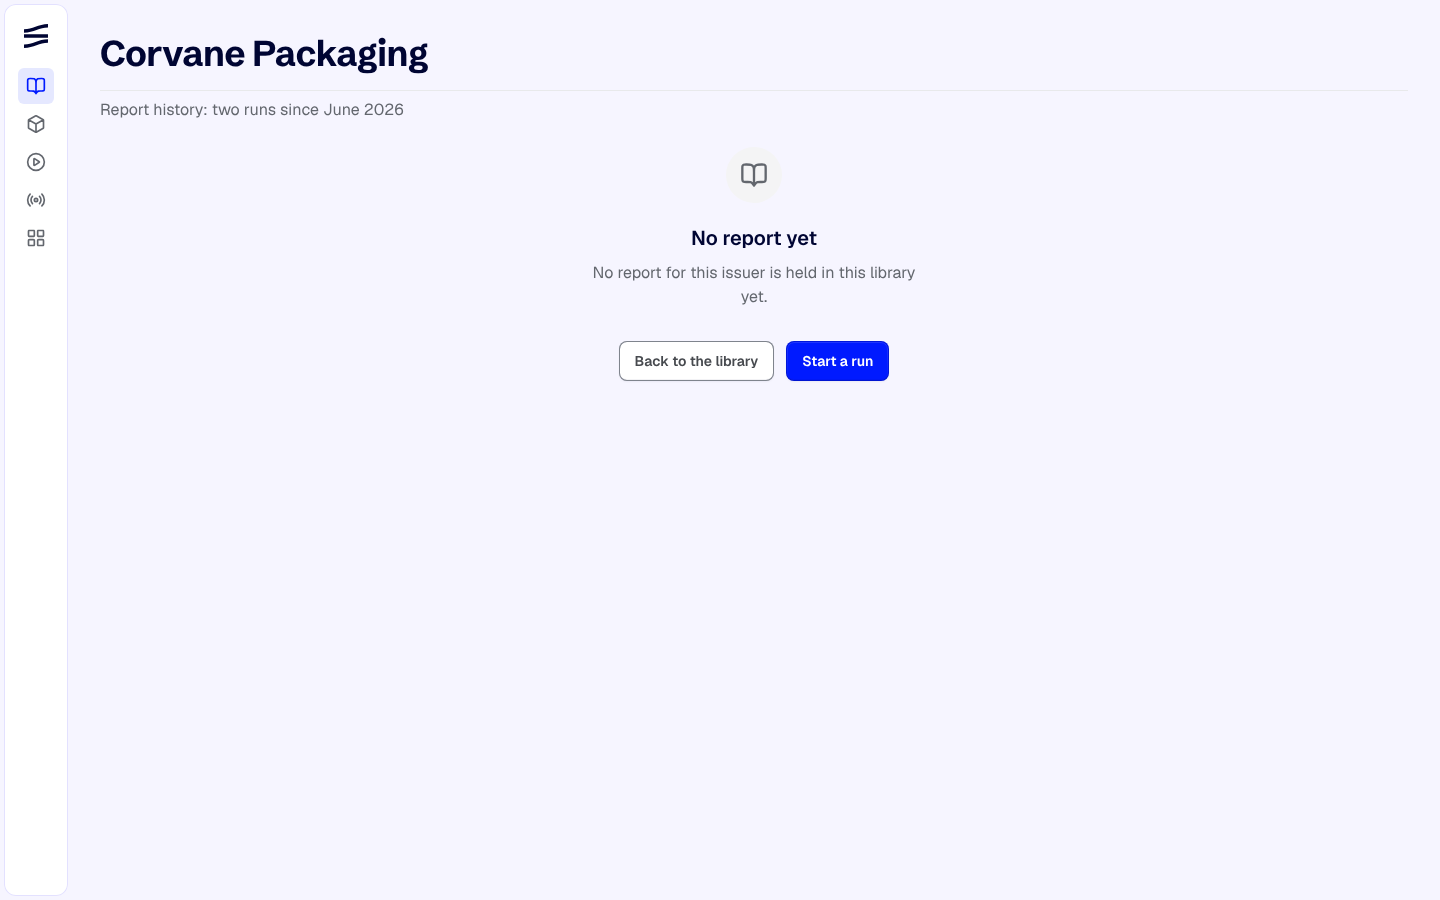 Corvane Packaging
Report history: two runs since June 2026
No report yet
No report for this issuer is held in this library
yet.
Back to the library
Start a run